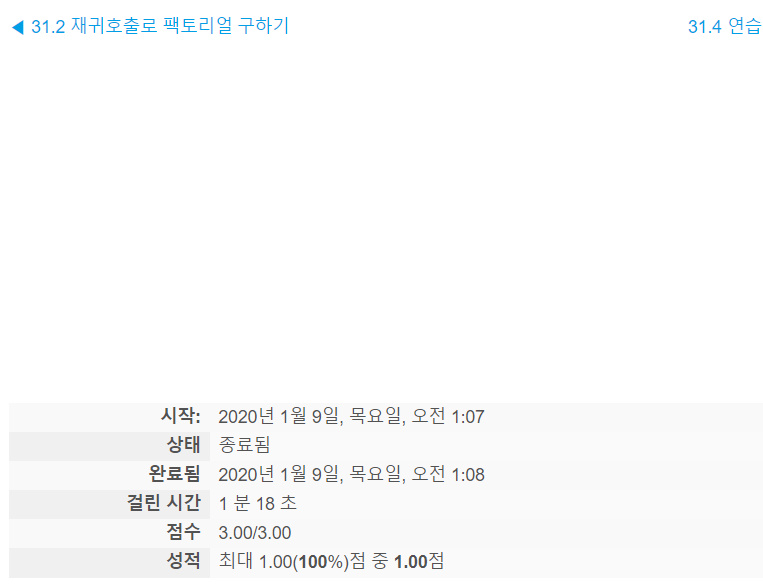 ◀ 31.2 재귀호출로 팩토리얼 구하기 31.4 연습
시작: 2020년 1월 9일, 목요일, 오전 1:07
상태 종료됨
완료됨 2020년 1월 9일, 목요일, 오전 1:08
걸린 시간 1 분 18 초
점수 3.00/3.00
성적 최대 1.00(100%)점 중 1.00점